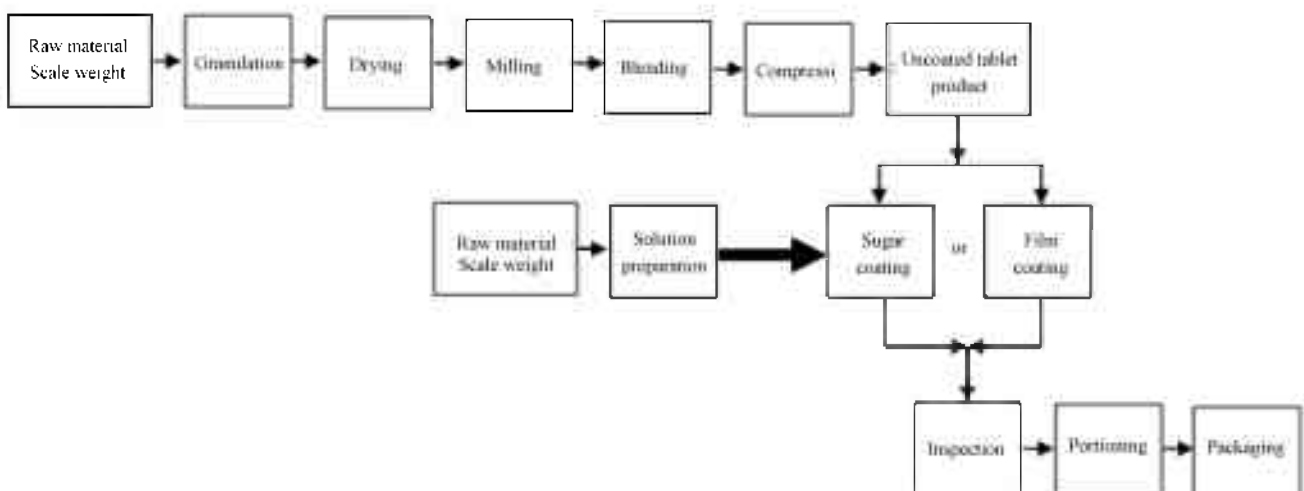 Raw material
Scale weight
Granulation
Drying
Milling
Blending
Compressi
Uncoated tablet
product
Raw material
Scale weight
Solution
preparation
Sugar
coating
or
Film
coating
Inspection
Portioning
Packaging